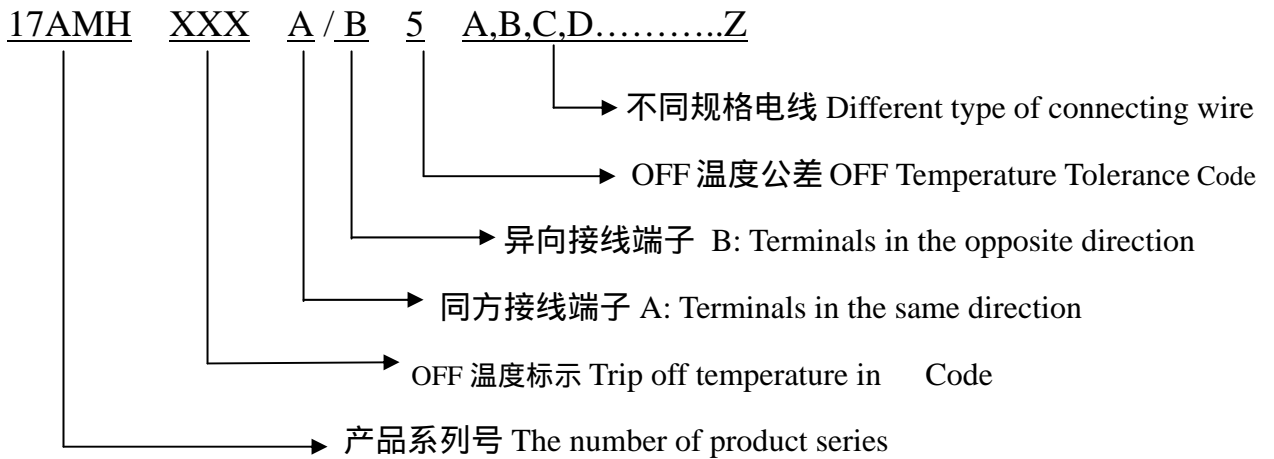 17AMH XXX A / B 5 A,B,C,D………..Z
不同规格电线 Different type of connecting wire
OFF 温度公差 OFF Temperature Tolerance Code
异向接线端子 B: Terminals in the opposite direction
同方接线端子 A: Terminals in the same direction
OFF 温度标示 Trip off temperature in Code
产品系列号 The number of product series